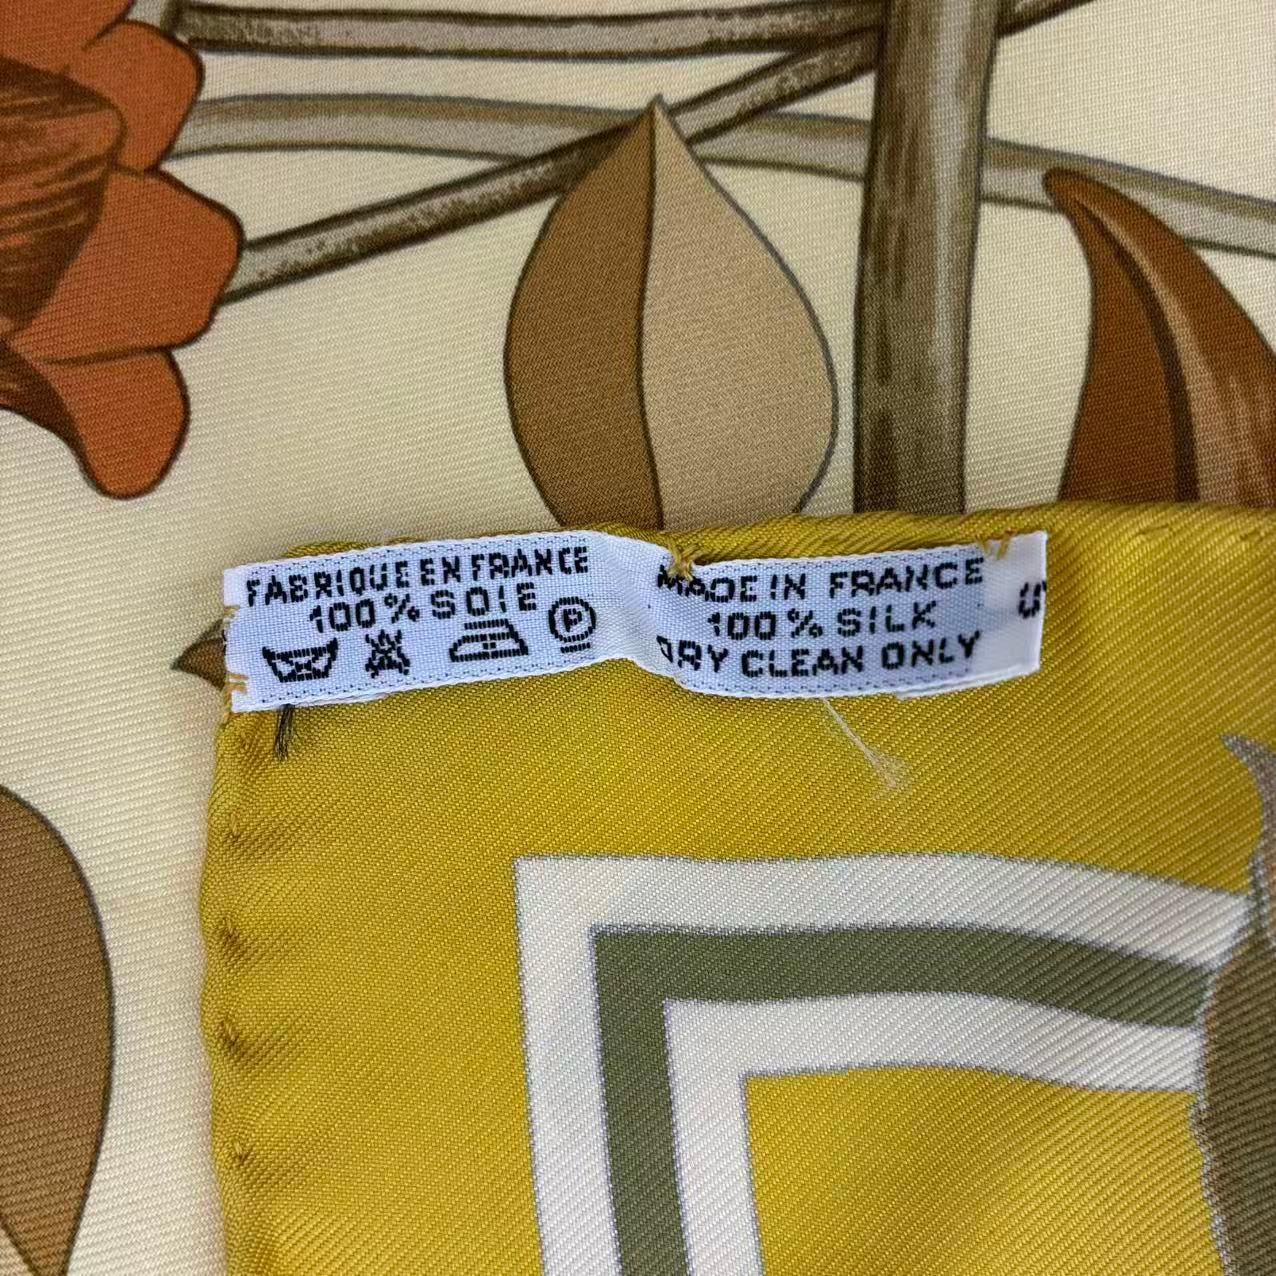 FABRIQUE EN FRANCE
100% SOIE
P
MADE IN FRANCE
100% SILK
DRY CLEAN ONLY